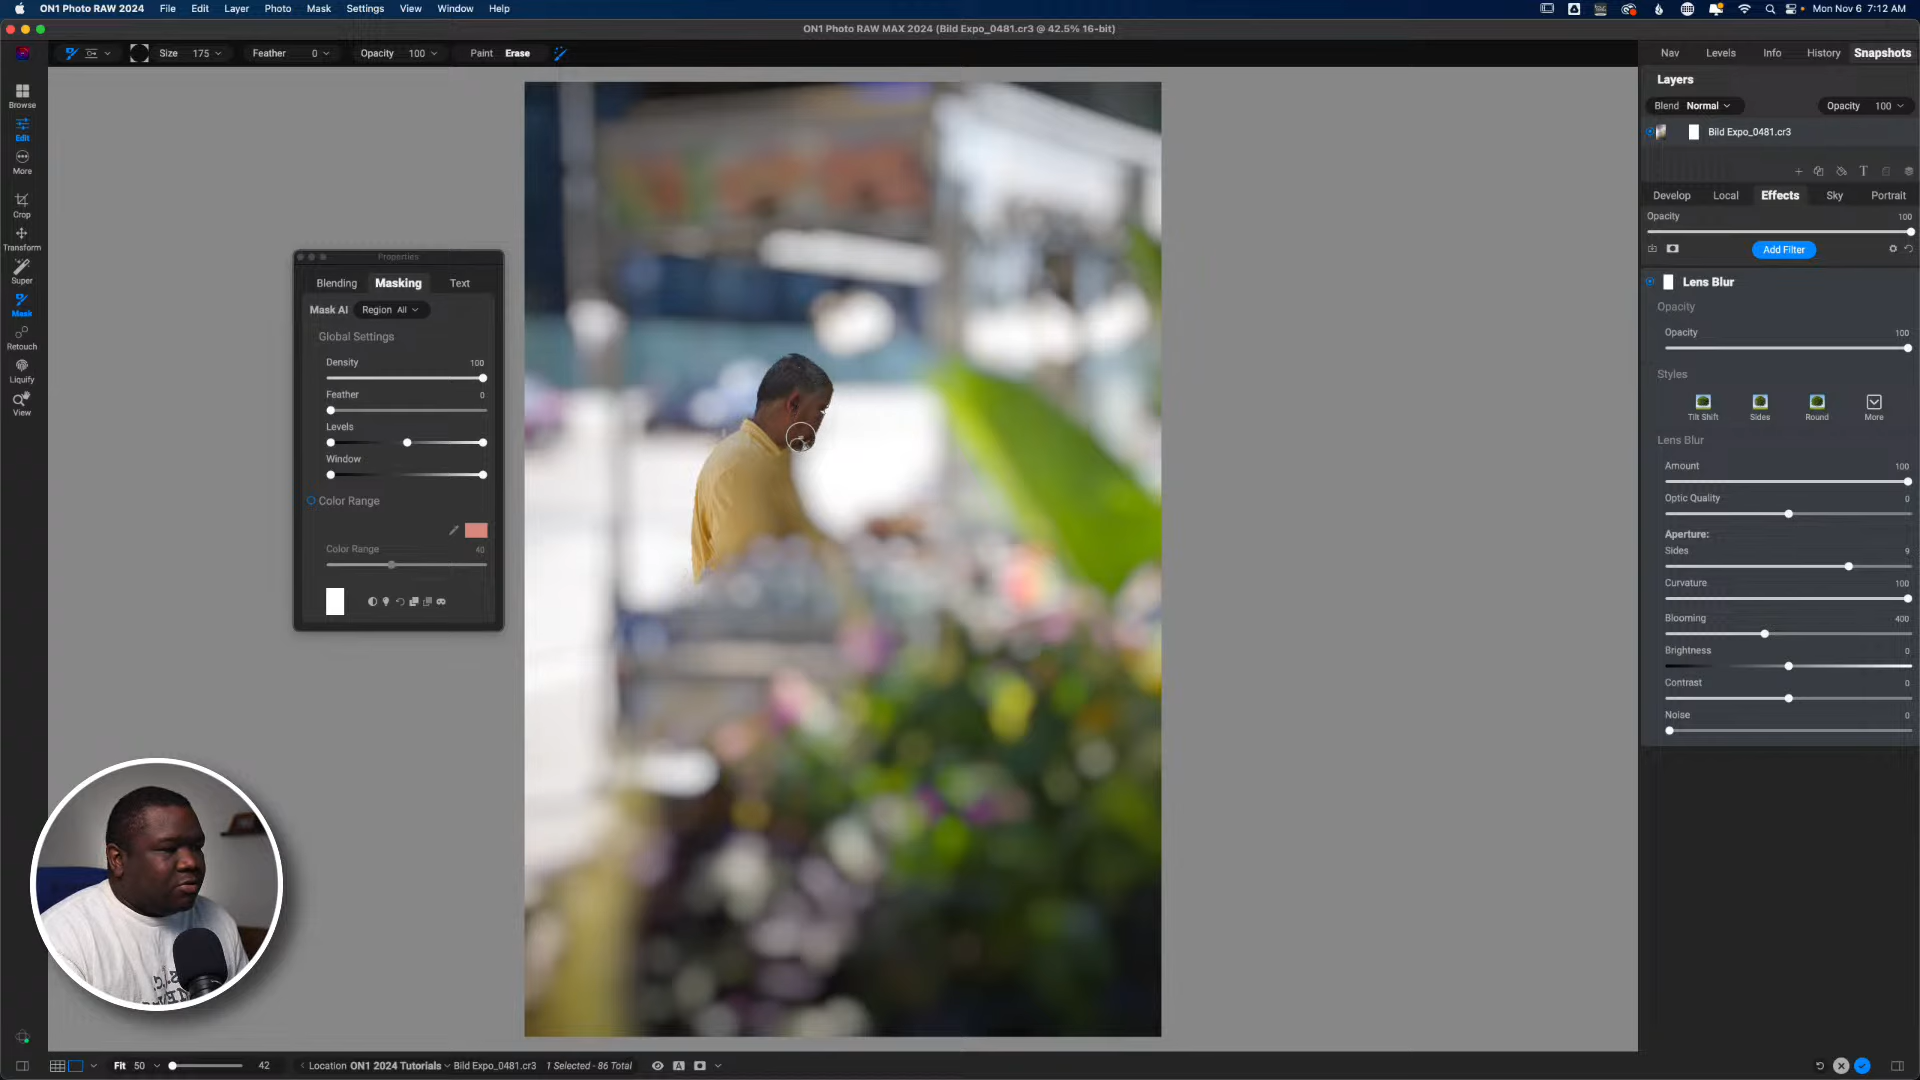 ON1 Photo RAW 2024 File Edit Layer Photo Mask Settings View Window Help Mon Nov 6 7:12 AM
ON1 Photo RAW MAX 2024 (Bild Expo_0481.cr3 @ 42.5% 16-bit)
Size 175 Feather 0 Opacity 100 Paint Erase
Nav Levels Info History Snapshots
Layers
Blend Normal Opacity 100
Bild Expo_0481.cr3
Develop Local Effects Sky Portrait
Opacity 100
Add Filter
Lens Blur
Opacity
Opacity 100
Styles
Tilt Shift Sides Round More
Lens Blur
Amount 100
Optic Quality 0
Aperture:
Sides 9
Curvature 100
Blooming 400
Brightness 0
Contrast 0
Noise 0
Browse
Edit
More
Crop
Transform
Super
Mask
Retouch
Liquify
View
Properties
Blending Masking Text
Mask AI Region All
Global Settings
Density 100
Feather 0
Levels
Window
Color Range
Color Range 40
Fit 50 42 Location ON1 2024 Tutorials Bild Expo_0481.cr3 1 Selected - 86 Total